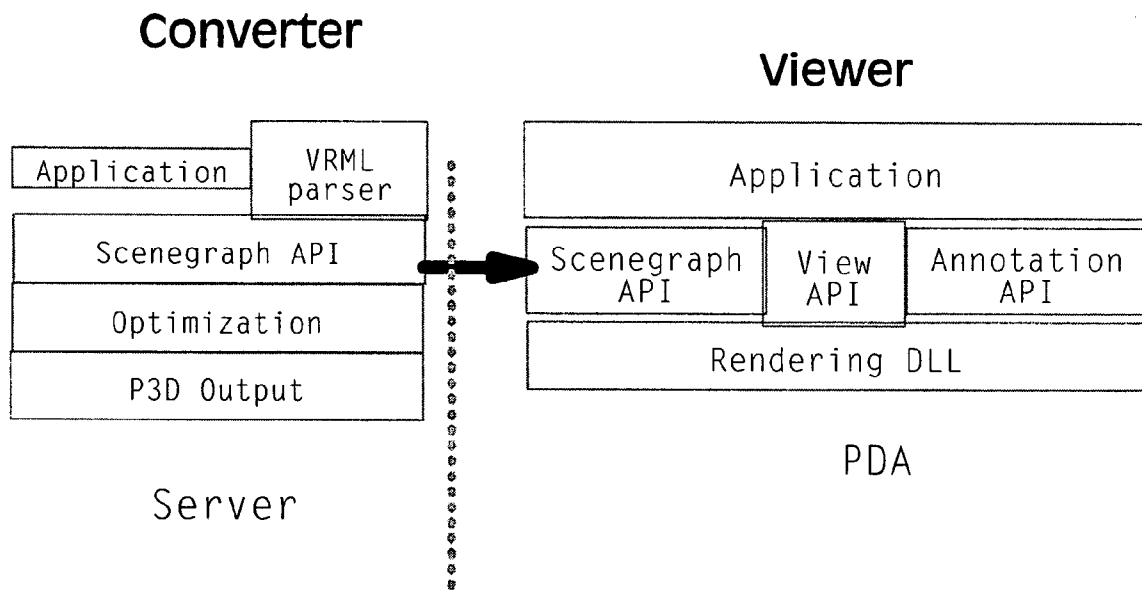 Converter
Application
VRML
parser
Scenegraph API
Optimization
P3D Output
Server
Viewer
Application
Scenegraph
API
View
API
Annotation
API
Rendering DLL
PDA